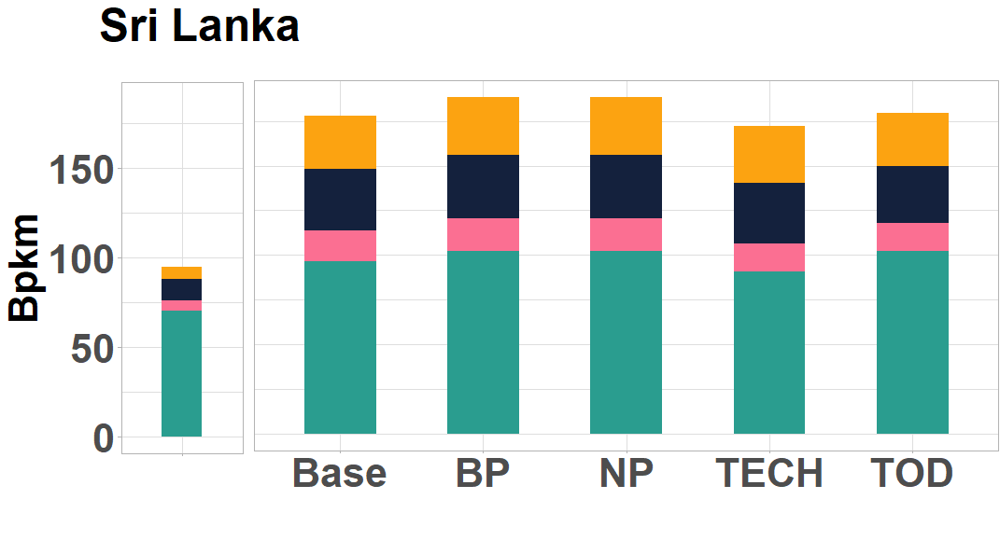 Sri Lanka
Bpkm
150
100
50
0
Base BP NP TECH TOD